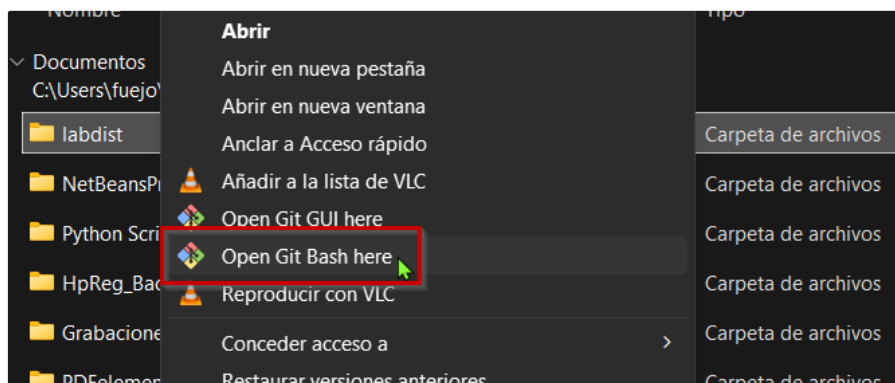 Nombre
Tipo
Abrir
Documentos
C:\Users\fuejo\
Abrir en nueva pestaña
Abrir en nueva ventana
labdist
Anclar a Acceso rápido
Carpeta de archivos
NetBeansPr
Añadir a la lista de VLC
Carpeta de archivos
Open Git GUI here
Python Scri
Carpeta de archivos
Open Git Bash here
HpReg_Bac
Reproducir con VLC
Carpeta de archivos
Grabacione
Conceder acceso a
Carpeta de archivos
PDFelemen
Restaurar versiones anteriores
Carpeta de archivos